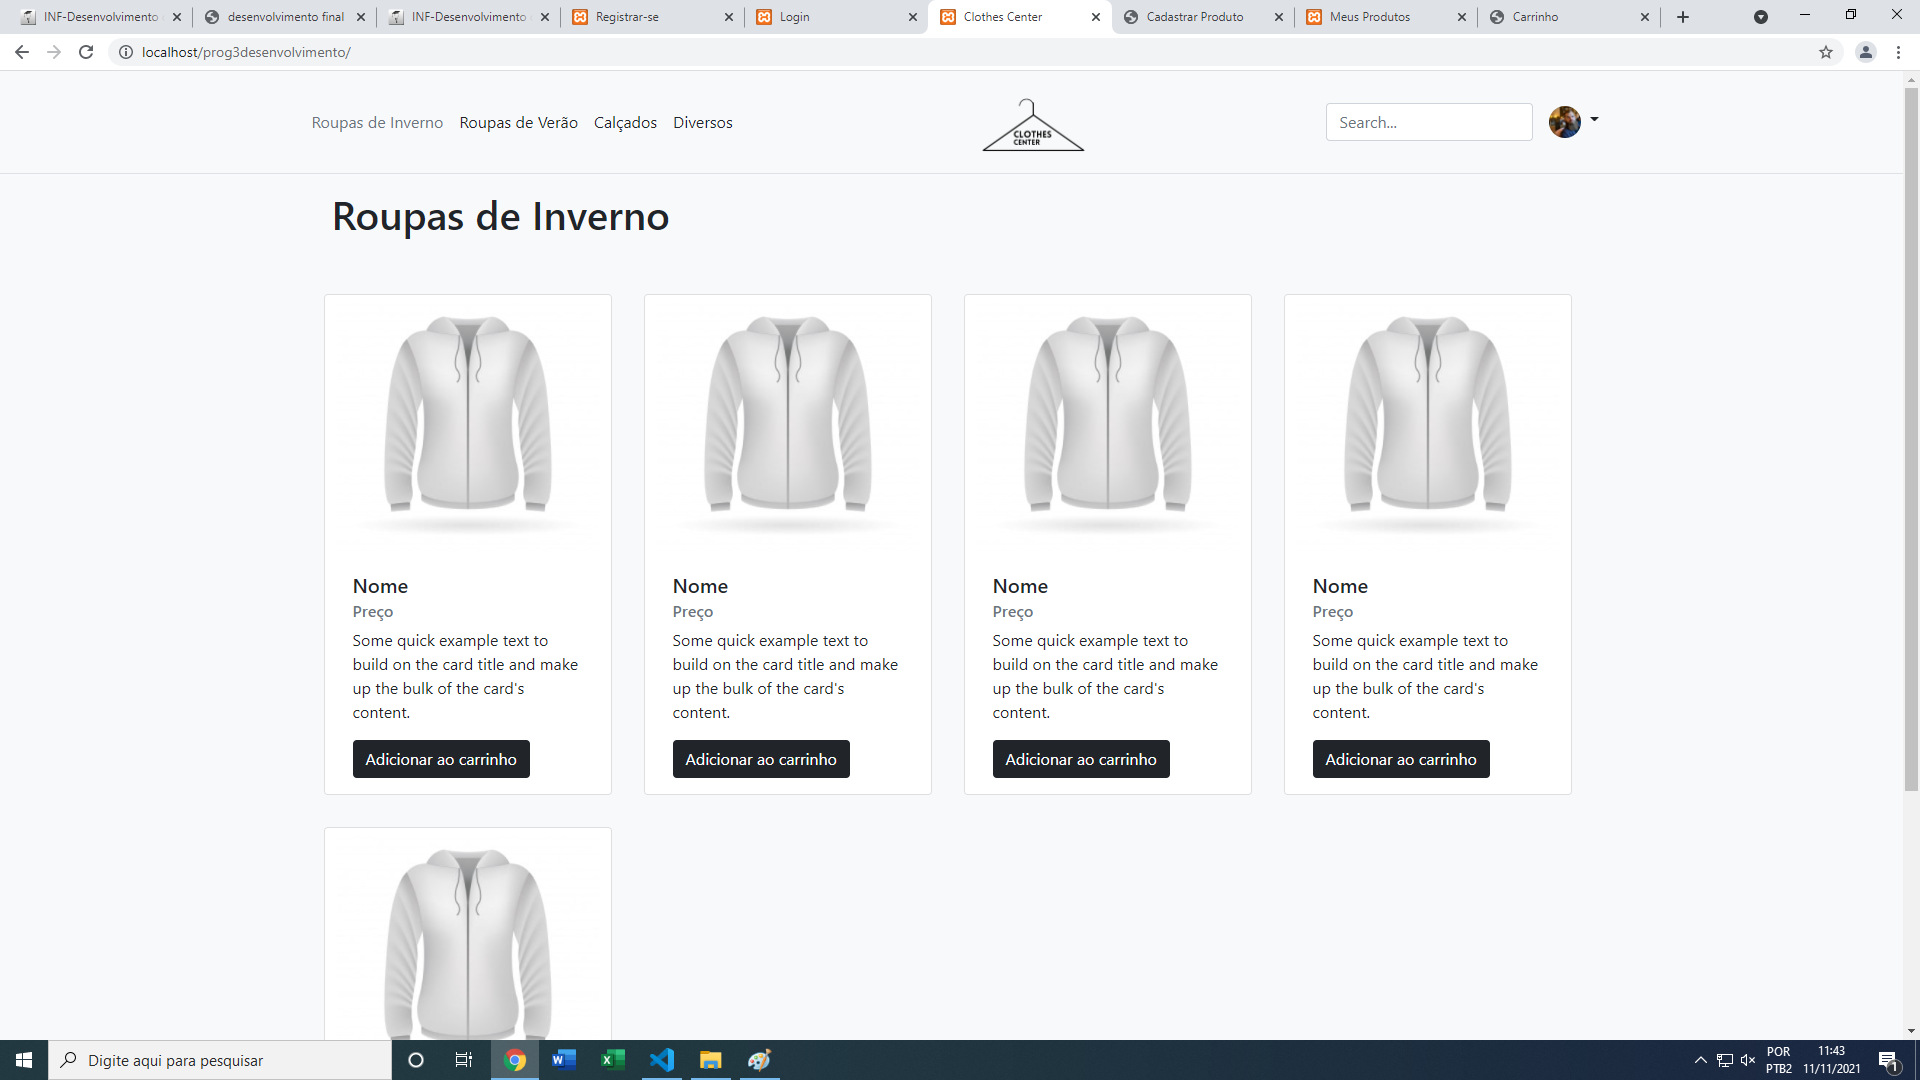 INF-Desenvolvimento
desenvolvimento final
INF-Desenvolvimento
Registrar-se
Login
Clothes Center
Cadastrar Produto
Meus Produtos
Carrinho
localhost/prog3desenvolvimento/
Roupas de Inverno
Roupas de Verão
Calçados
Diversos
CLOTHES
CENTER
Search...
Roupas de Inverno
Nome
Preço
Some quick example text to
build on the card title and make
up the bulk of the card's
content.
Adicionar ao carrinho
Nome
Preço
Some quick example text to
build on the card title and make
up the bulk of the card's
content.
Adicionar ao carrinho
Nome
Preço
Some quick example text to
build on the card title and make
up the bulk of the card's
content.
Adicionar ao carrinho
Nome
Preço
Some quick example text to
build on the card title and make
up the bulk of the card's
content.
Adicionar ao carrinho
Digite aqui para pesquisar
POR
PTB2
11:43
11/11/2021
1